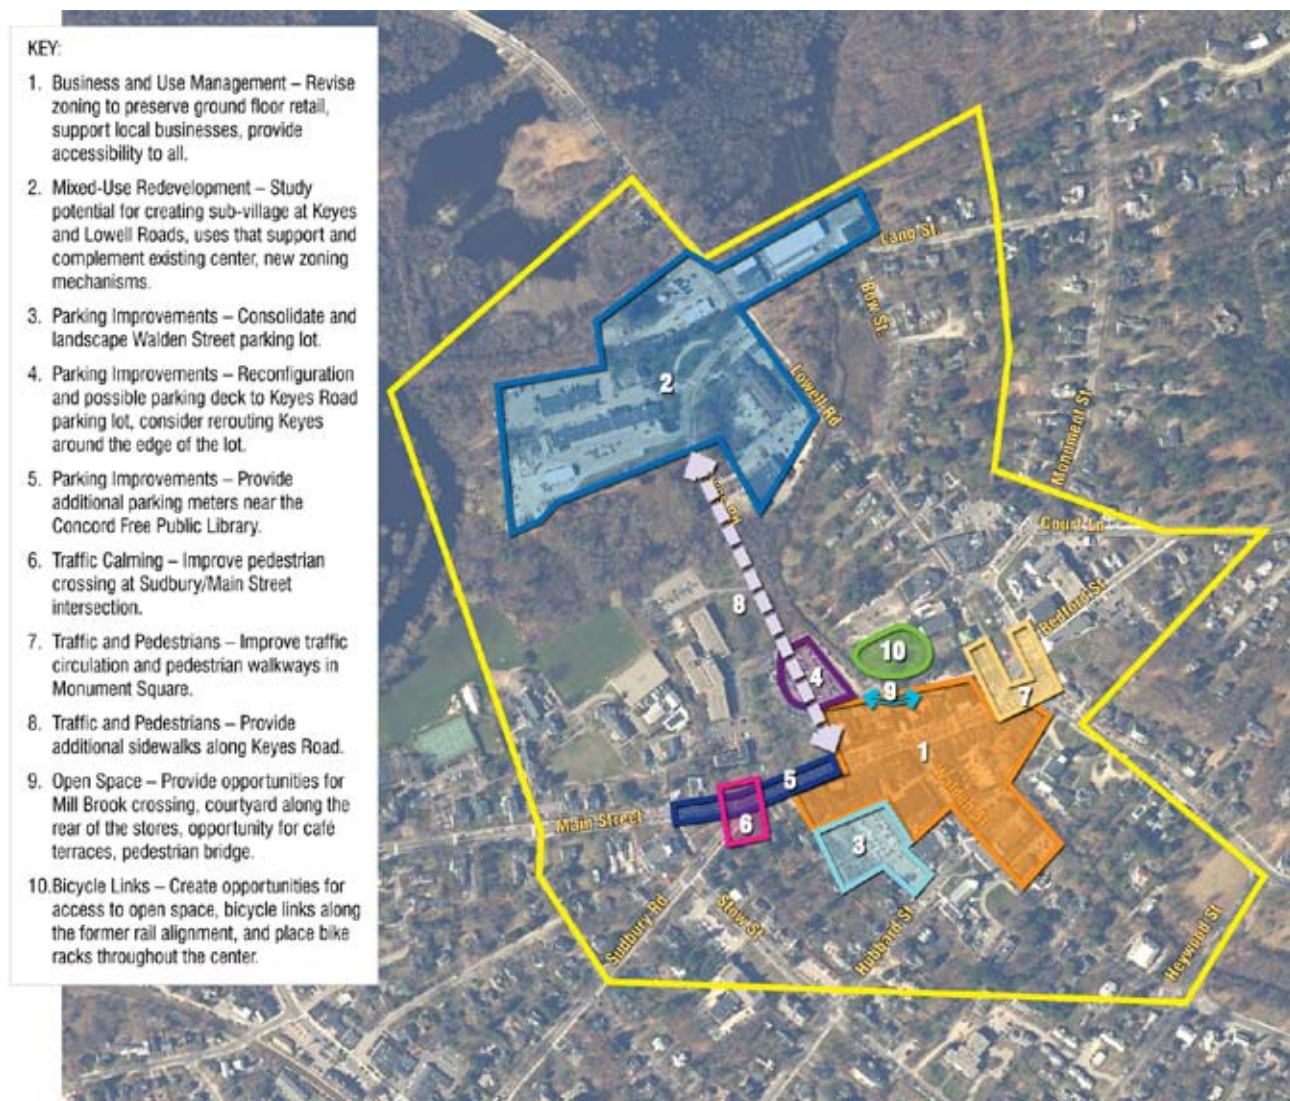 KEY:
1. Business and Use Management – Revise
zoning to preserve ground floor retail,
support local businesses, provide
accessibility to all.
2. Mixed-Use Redevelopment – Study
potential for creating sub-village at Keyes
and Lowell Roads, uses that support and
complement existing center, new zoning
mechanisms.
3. Parking Improvements – Consolidate and
landscape Walden Street parking lot.
4. Parking Improvements – Reconfiguration
and possible parking deck to Keyes Road
parking lot, consider rerouting Keyes
around the edge of the lot.
5. Parking Improvements – Provide
additional parking meters near the
Concord Free Public Library.
6. Traffic Calming – Improve pedestrian
crossing at Sudbury/Main Street
intersection.
7. Traffic and Pedestrians – Improve traffic
circulation and pedestrian walkways in
Monument Square.
8. Traffic and Pedestrians – Provide
additional sidewalks along Keyes Road.
9. Open Space – Provide opportunities for
Mill Brook crossing, courtyard along the
rear of the stores, opportunity for café
terraces, pedestrian bridge.
10.Bicycle Links – Create opportunities for
access to open space, bicycle links along
the former rail alignment, and place bike
racks throughout the center.
Lang St.
Bow St.
2
Lowell Rd
Monument St
Court Ln
Bedford St
8
10
4
9
7
1
5
Main Street
6
3
Sudbury Rd
Stow St
Hubbard St
Heywood St